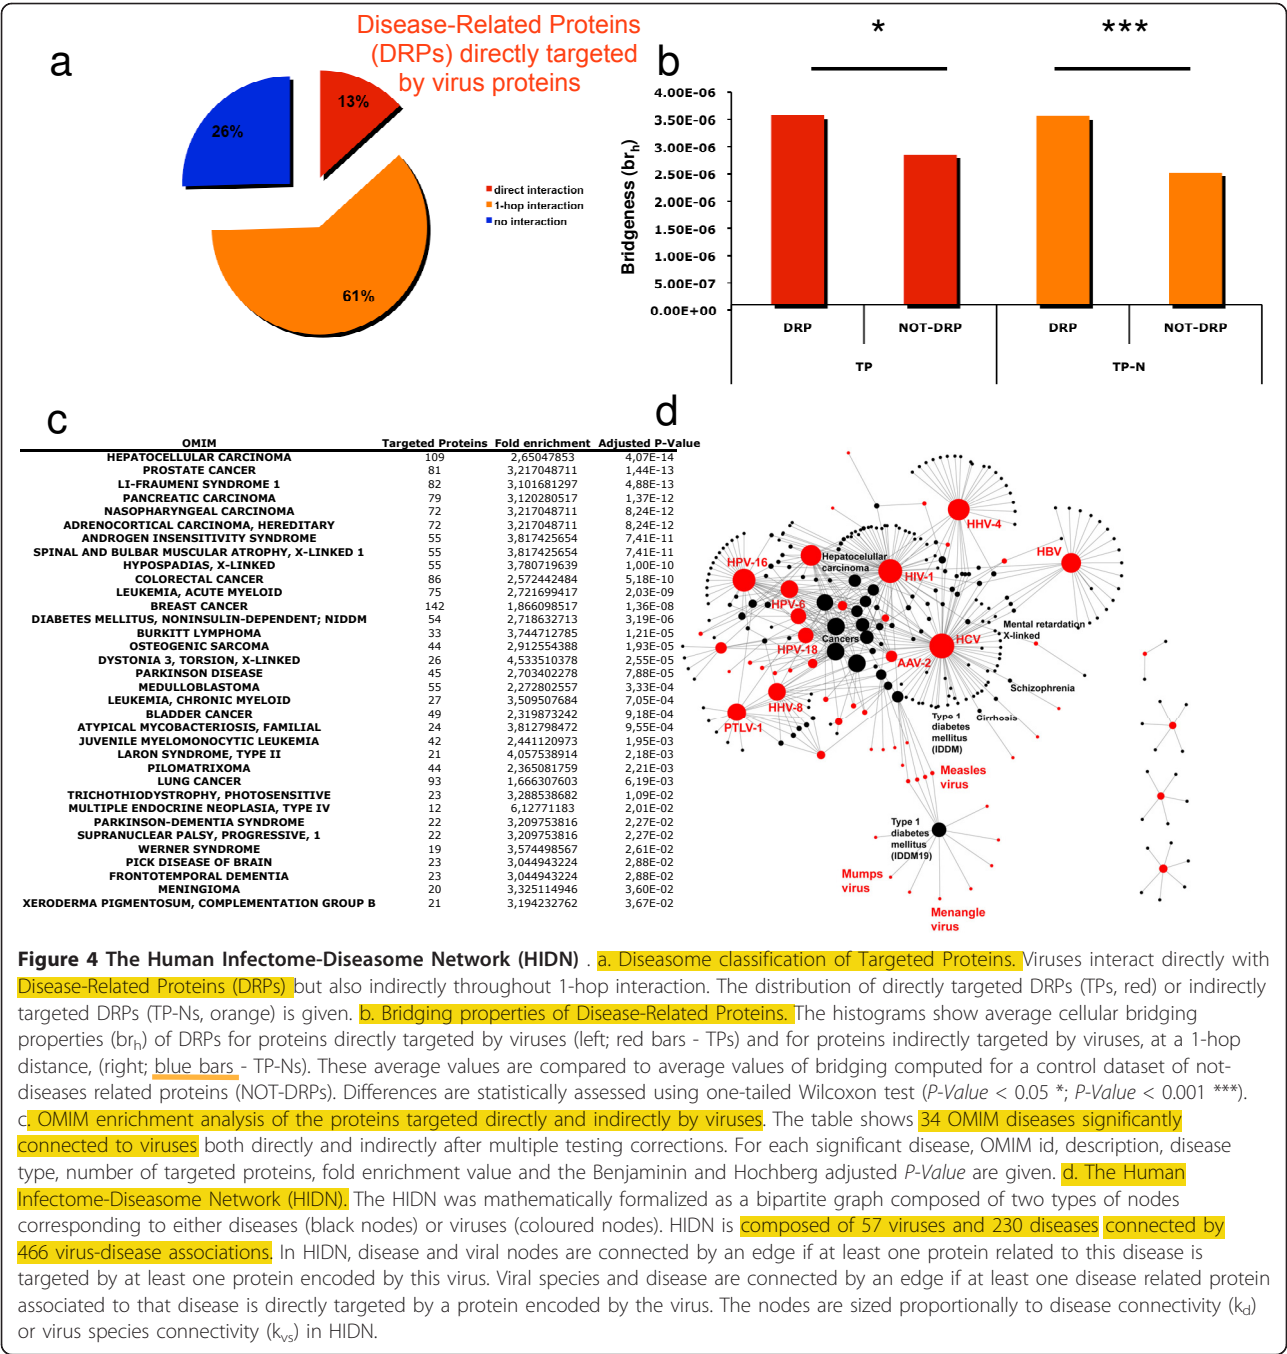 Disease-Related Proteins
(DRPs) directly targeted
by virus proteins
a
13%
26%
61%
direct interaction
1-hop interaction
no interaction
b
*
***
Bridgeness (brh)
4.00E-06
3.50E-06
3.00E-06
2.50E-06
2.00E-06
1.50E-06
1.00E-06
5.00E-07
0.00E+00
DRP NOT-DRP DRP NOT-DRP
TP TP-N
c
OMIM Targeted Proteins Fold enrichment Adjusted P-Value
HEPATOCELLULAR CARCINOMA 109 2,65047853 4,07E-14
PROSTATE CANCER 81 3,217048711 1,44E-13
LI-FRAUMENI SYNDROME 1 82 3,101681297 4,88E-13
PANCREATIC CARCINOMA 79 3,120280517 1,37E-12
NASOPHARYNGEAL CARCINOMA 72 3,217048711 8,24E-12
ADRENOCORTICAL CARCINOMA, HEREDITARY 72 3,217048711 8,24E-12
ANDROGEN INSENSITIVITY SYNDROME 55 3,817425654 7,41E-11
SPINAL AND BULBAR MUSCULAR ATROPHY, X-LINKED 1 55 3,817425654 7,41E-11
HYPOSPADIAS, X-LINKED 55 3,780719639 1,00E-10
COLORECTAL CANCER 86 2,572442484 5,18E-10
LEUKEMIA, ACUTE MYELOID 75 2,721699417 2,03E-09
BREAST CANCER 142 1,866098517 1,36E-08
DIABETES MELLITUS, NONINSULIN-DEPENDENT; NIDDM 54 2,718632713 3,19E-06
BURKITT LYMPHOMA 33 3,744712785 1,21E-05
OSTEOGENIC SARCOMA 44 2,912554388 1,93E-05
DYSTONIA 3, TORSION, X-LINKED 26 4,533510378 2,55E-05
PARKINSON DISEASE 45 2,703402278 7,88E-05
MEDULLOBLASTOMA 55 2,272802557 3,33E-04
LEUKEMIA, CHRONIC MYELOID 27 3,509507684 7,05E-04
BLADDER CANCER 49 2,319873242 9,18E-04
ATYPICAL MYCOBACTERIOSIS, FAMILIAL 24 3,812798472 9,55E-04
JUVENILE MYELOMONOCYTIC LEUKEMIA 42 2,441120973 1,95E-03
LARON SYNDROME, TYPE II 21 4,057538914 2,18E-03
PILOMATRIXOMA 44 2,365081759 2,21E-03
LUNG CANCER 93 1,666307603 6,19E-03
TRICHOTHIODYSTROPHY, PHOTOSENSITIVE 23 3,288538682 1,09E-02
MULTIPLE ENDOCRINE NEOPLASIA, TYPE IV 12 6,12771183 2,01E-02
PARKINSON-DEMENTIA SYNDROME 22 3,209753816 2,27E-02
SUPRANUCLEAR PALSY, PROGRESSIVE, 1 22 3,209753816 2,27E-02
WERNER SYNDROME 19 3,574498567 2,61E-02
PICK DISEASE OF BRAIN 23 3,044943224 2,88E-02
FRONTOTEMPORAL DEMENTIA 23 3,044943224 2,88E-02
MENINGIOMA 20 3,325114946 3,60E-02
XERODERMA PIGMENTOSUM, COMPLEMENTATION GROUP B 21 3,194232762 3,67E-02
d
HHV-4
HBV
Hepatocellular
carcinoma
HPV-16
HIV-1
HPV-6
Mental retardation
X-linked
Cancers
HCV
HPV-18
AAV-2
Schizophrenia
HHV-8
PTLV-1
Type 1
diabetes
mellitus
(IDDM)
Cirrhosis
Measles
virus
Type 1
diabetes
mellitus
(IDDM19)
Mumps
virus
Menangle
virus
Figure 4 The Human Infectome-Diseasome Network (HIDN) . a. Diseasome classification of Targeted Proteins. Viruses interact directly with
Disease-Related Proteins (DRPs) but also indirectly throughout 1-hop interaction. The distribution of directly targeted DRPs (TPs, red) or indirectly
targeted DRPs (TP-Ns, orange) is given. b. Bridging properties of Disease-Related Proteins. The histograms show average cellular bridging
properties (brh) of DRPs for proteins directly targeted by viruses (left; red bars - TPs) and for proteins indirectly targeted by viruses, at a 1-hop
distance, (right; blue bars - TP-Ns). These average values are compared to average values of bridging computed for a control dataset of not-
diseases related proteins (NOT-DRPs). Differences are statistically assessed using one-tailed Wilcoxon test (P-Value < 0.05 *; P-Value < 0.001 ***).
c. OMIM enrichment analysis of the proteins targeted directly and indirectly by viruses. The table shows 34 OMIM diseases significantly
connected to viruses both directly and indirectly after multiple testing corrections. For each significant disease, OMIM id, description, disease
type, number of targeted proteins, fold enrichment value and the Benjaminin and Hochberg adjusted P-Value are given. d. The Human
Infectome-Diseasome Network (HIDN). The HIDN was mathematically formalized as a bipartite graph composed of two types of nodes
corresponding to either diseases (black nodes) or viruses (coloured nodes). HIDN is composed of 57 viruses and 230 diseases connected by
466 virus-disease associations. In HIDN, disease and viral nodes are connected by an edge if at least one protein related to this disease is
targeted by at least one protein encoded by this virus. Viral species and disease are connected by an edge if at least one disease related protein
associated to that disease is directly targeted by a protein encoded by the virus. The nodes are sized proportionally to disease connectivity (kd)
or virus species connectivity (kvs) in HIDN.